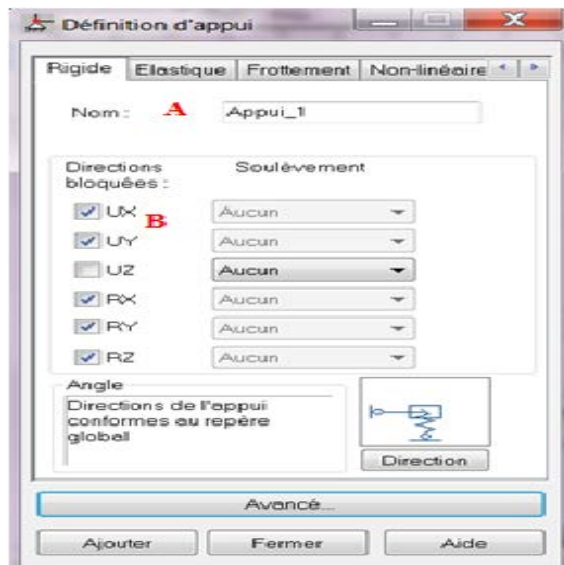 Définition d'appui
Rigide Elastique Frottement Non-linéaire
Nom : A Appui_1
Directions bloquées : Soulèvement
UX B Aucun
UY Aucun
UZ Aucun
RX Aucun
RY Aucun
RZ Aucun
Angle
Directions de l'appui
conformes au repère
global
Direction
Avancé...
Ajouter Fermer Aide